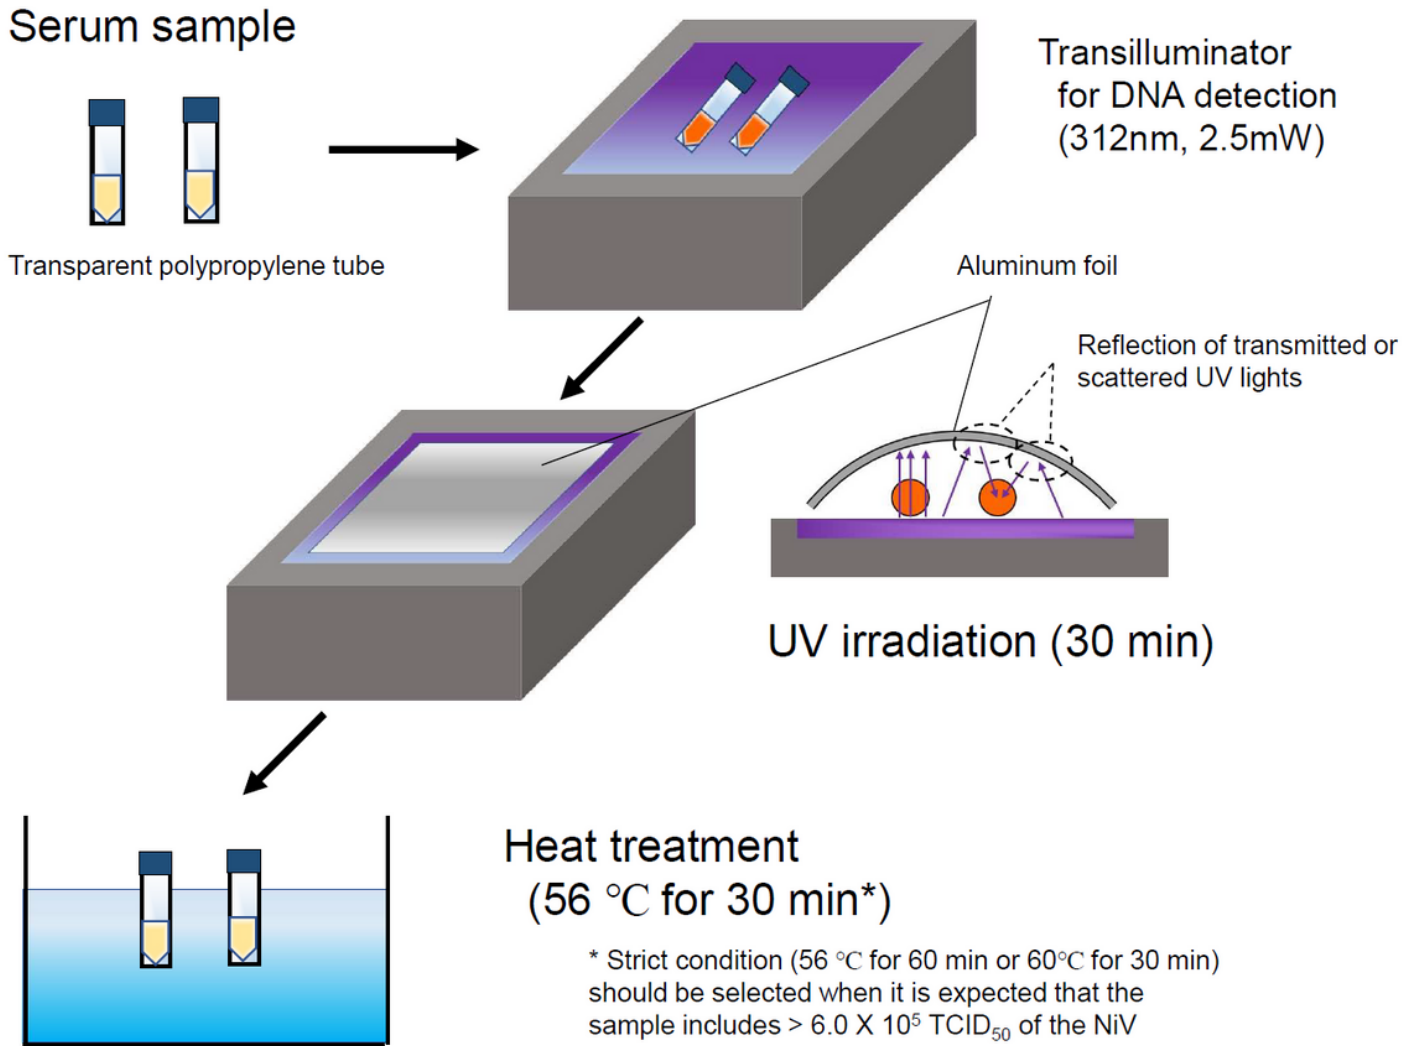 Serum sample
Transilluminator
for DNA detection
(312nm, 2.5mW)
Transparent polypropylene tube
Aluminum foil
Reflection of transmitted or
scattered UV lights
UV irradiation (30 min)
Heat treatment
(56 ℃ for 30 min*)
* Strict condition (56 ℃ for 60 min or 60℃ for 30 min)
should be selected when it is expected that the
sample includes > 6.0 X 10⁵ TCID₅₀ of the NiV